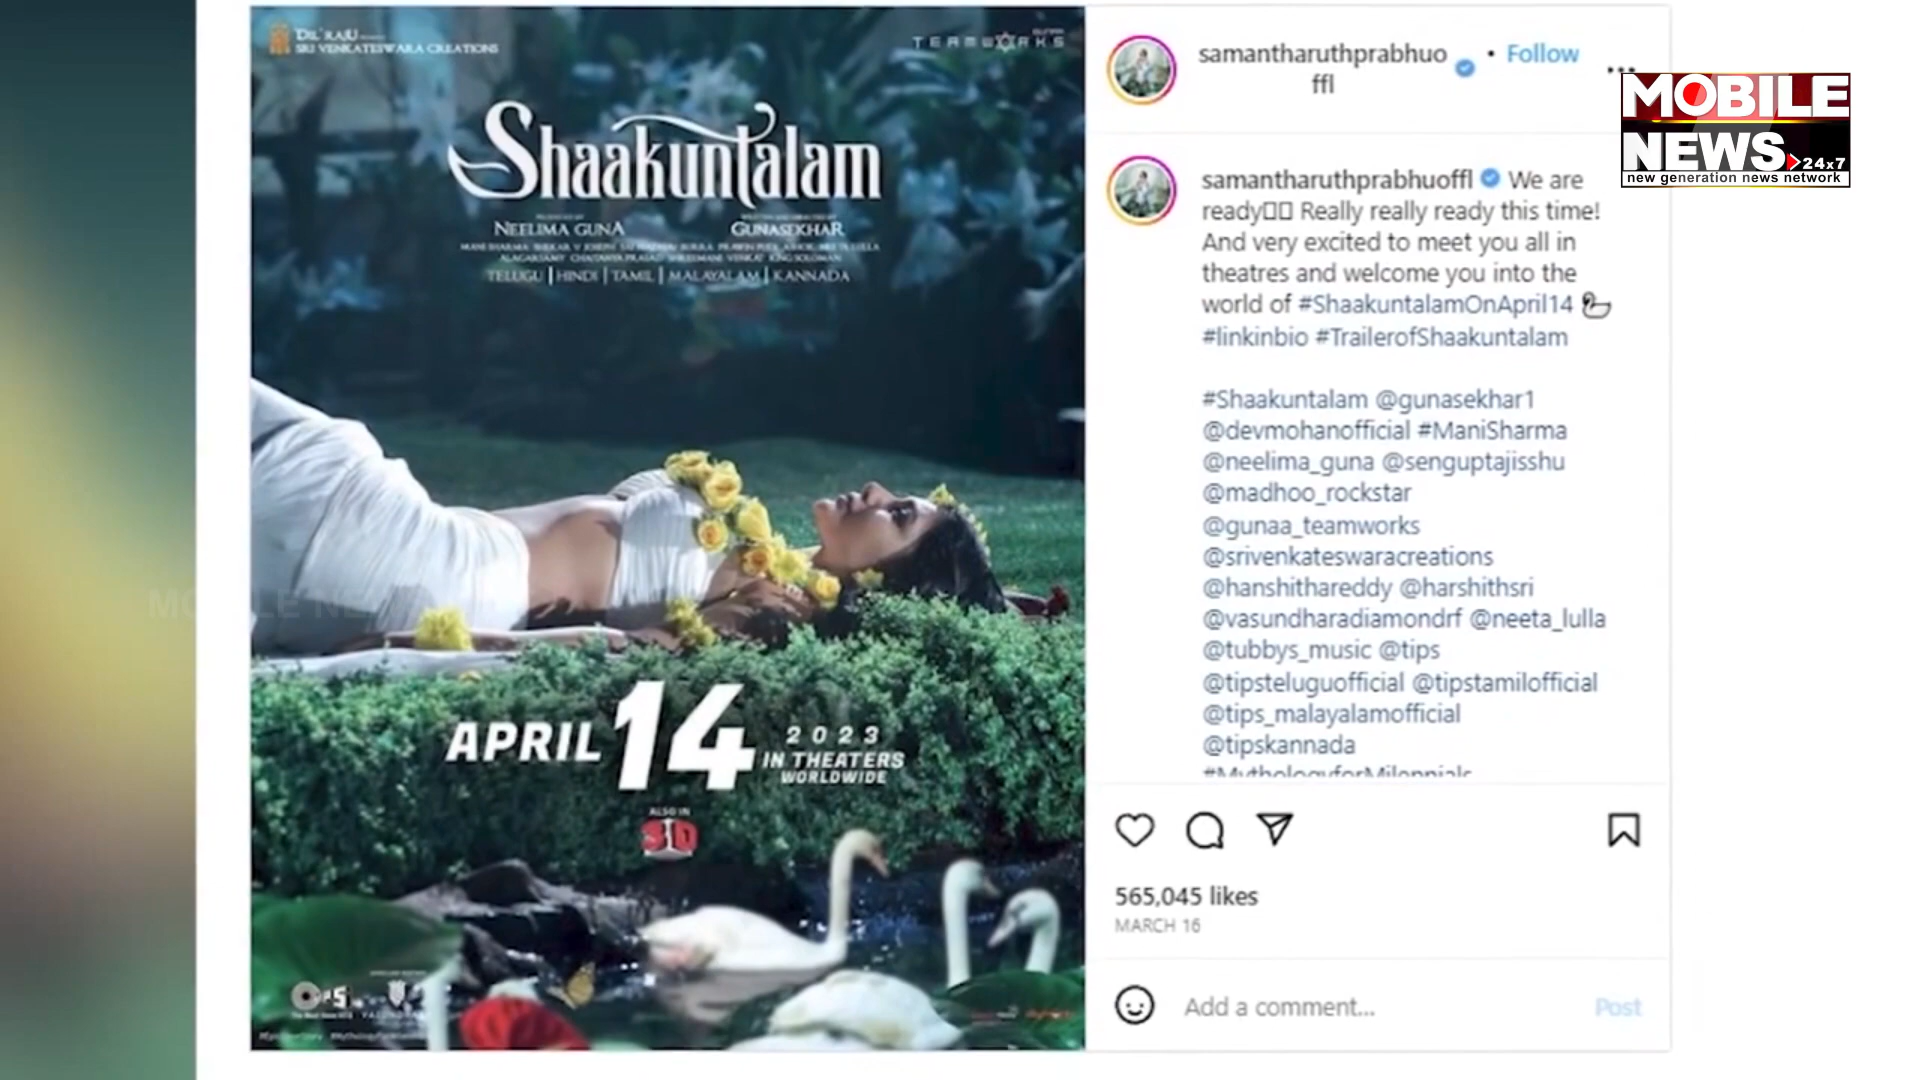 DIL RAJU
SRI VENKATESWARA CREATIONS
TEAMWORKS
Shaakuntalam
NEELIMA GUNA
GUNASEKHAR
TELUGU | HINDI | TAMIL | MALAYALAM | KANNADA
APRIL 14 2023
IN THEATERS
WORLDWIDE
ALSO IN
3D
samantharuthprabhuo
ffl
• Follow
...
MOBILE
NEWS 24x7
new generation news network
samantharuthprabhuoffl We are
ready Really really ready this time!
And very excited to meet you all in
theatres and welcome you into the
world of #ShaakuntalamOnApril14
#linkinbio #TrailerofShaakuntalam
#Shaakuntalam @gunasekhar1
@devmohanofficial #ManiSharma
@neelima_guna @senguptajisshu
@madhoo_rockstar
@gunaa_teamworks
@srivenkateswaracreations
@hanshithareddy @harshithsri
@vasundharadiamondrf @neeta_lulla
@tubbys_music @tips
@tipsteluguofficial @tipstamilofficial
@tips_malayalamofficial
@tipskannada
#MythologyforMilennials
565,045 likes
MARCH 16
Add a comment...
Post